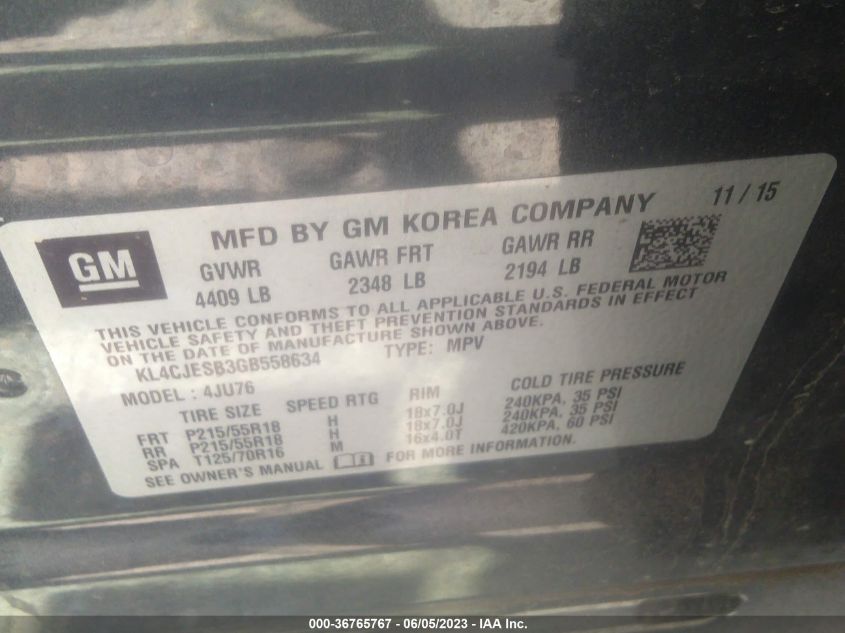 MFD BY GM KOREA COMPANY 11 / 15
GM
GVWR GAWR FRT GAWR RR
4409 LB 2348 LB 2194 LB
THIS VEHICLE CONFORMS TO ALL APPLICABLE U.S. FEDERAL MOTOR
VEHICLE SAFETY AND THEFT PREVENTION STANDARDS IN EFFECT
ON THE DATE OF MANUFACTURE SHOWN ABOVE.
KL4CJESB3GB558634 TYPE: MPV
MODEL : 4JU76
TIRE SIZE SPEED RTG RIM COLD TIRE PRESSURE
FRT P215/55R18 H 18x7.0J 240KPA, 35 PSI
RR P215/55R18 H 18x7.0J 240KPA, 35 PSI
SPA T125/70R16 M 16x4.0T 420KPA, 60 PSI
SEE OWNER'S MANUAL FOR MORE INFORMATION.
000-36765767 - 06/05/2023 - IAA Inc.